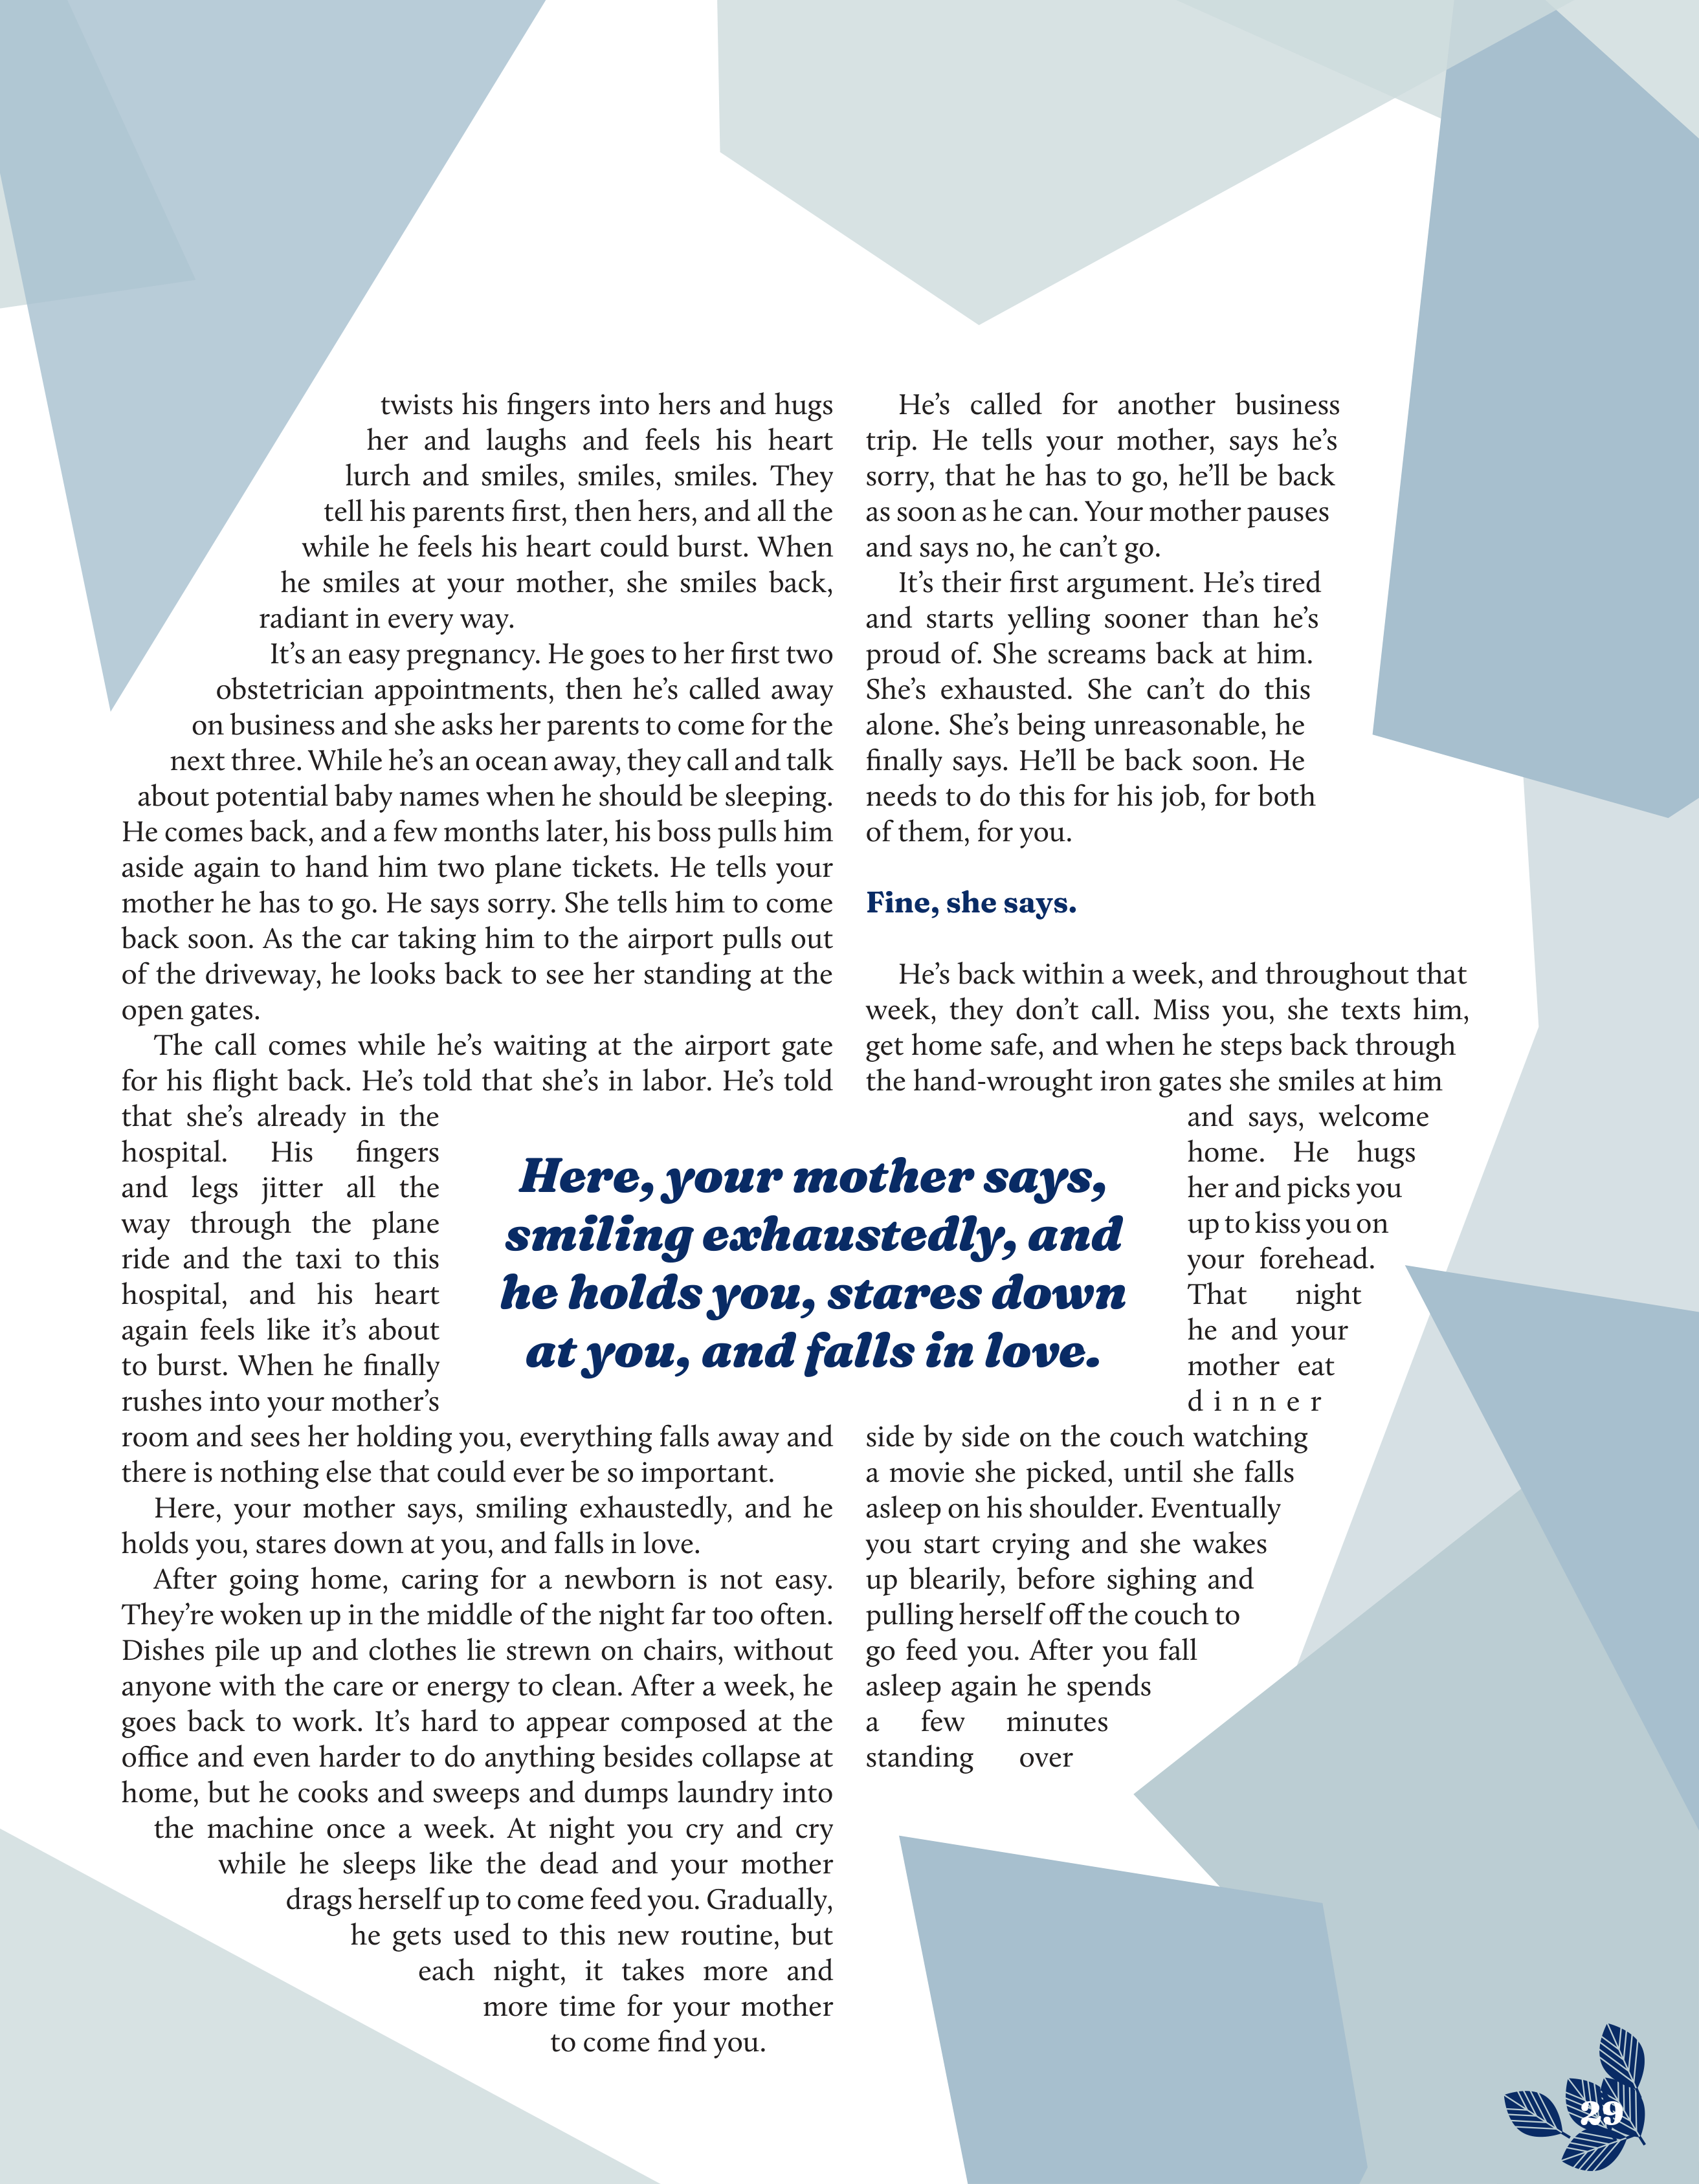 twists his fingers into hers and hugs
her and laughs and feels his heart
lurch and smiles, smiles, smiles. They
tell his parents first, then hers, and all the
while he feels his heart could burst. When
he smiles at your mother, she smiles back,
radiant in every way.
It’s an easy pregnancy. He goes to her first two
obstetrician appointments, then he’s called away
on business and she asks her parents to come for the
next three. While he’s an ocean away, they call and talk
about potential baby names when he should be sleeping.
He comes back, and a few months later, his boss pulls him
aside again to hand him two plane tickets. He tells your
mother he has to go. He says sorry. She tells him to come
back soon. As the car taking him to the airport pulls out
of the driveway, he looks back to see her standing at the
open gates.
The call comes while he’s waiting at the airport gate
for his flight back. He’s told that she’s in labor. He’s told
that she’s already in the
hospital. His fingers
and legs jitter all the
way through the plane
ride and the taxi to this
hospital, and his heart
again feels like it’s about
to burst. When he finally
rushes into your mother’s
room and sees her holding you, everything falls away and
there is nothing else that could ever be so important.
Here, your mother says, smiling exhaustedly, and he
holds you, stares down at you, and falls in love.
After going home, caring for a newborn is not easy.
They’re woken up in the middle of the night far too often.
Dishes pile up and clothes lie strewn on chairs, without
anyone with the care or energy to clean. After a week, he
goes back to work. It’s hard to appear composed at the
office and even harder to do anything besides collapse at
home, but he cooks and sweeps and dumps laundry into
the machine once a week. At night you cry and cry
while he sleeps like the dead and your mother
drags herself up to come feed you. Gradually,
he gets used to this new routine, but
each night, it takes more and
more time for your mother
to come find you.
Here, your mother says,
smiling exhaustedly, and
he holds you, stares down
at you, and falls in love.
He’s called for another business
trip. He tells your mother, says he’s
sorry, that he has to go, he’ll be back
as soon as he can. Your mother pauses
and says no, he can’t go.
It’s their first argument. He’s tired
and starts yelling sooner than he’s
proud of. She screams back at him.
She’s exhausted. She can’t do this
alone. She’s being unreasonable, he
finally says. He’ll be back soon. He
needs to do this for his job, for both
of them, for you.
Fine, she says.
He’s back within a week, and throughout that
week, they don’t call. Miss you, she texts him,
get home safe, and when he steps back through
the hand-wrought iron gates she smiles at him
and says, welcome
home. He hugs
her and picks you
up to kiss you on
your forehead.
That night
he and your
mother eat
dinner
side by side on the couch watching
a movie she picked, until she falls
asleep on his shoulder. Eventually
you start crying and she wakes
up blearily, before sighing and
pulling herself off the couch to
go feed you. After you fall
asleep again he spends
a few minutes
standing over
29